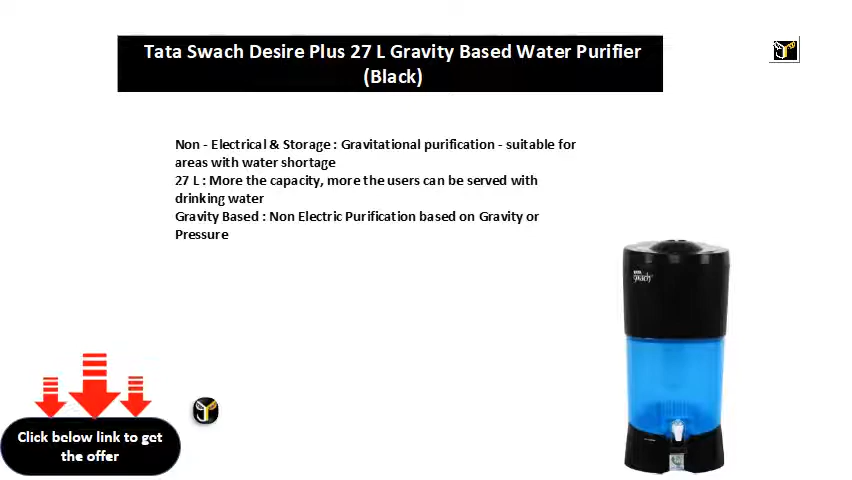 Tata Swach Desire Plus 27 L Gravity Based Water Purifier
(Black)
Non - Electrical & Storage : Gravitational purification - suitable for
areas with water shortage
27 L : More the capacity, more the users can be served with
drinking water
Gravity Based : Non Electric Purification based on Gravity or
Pressure
TATA
swach
Click below link to get
the offer